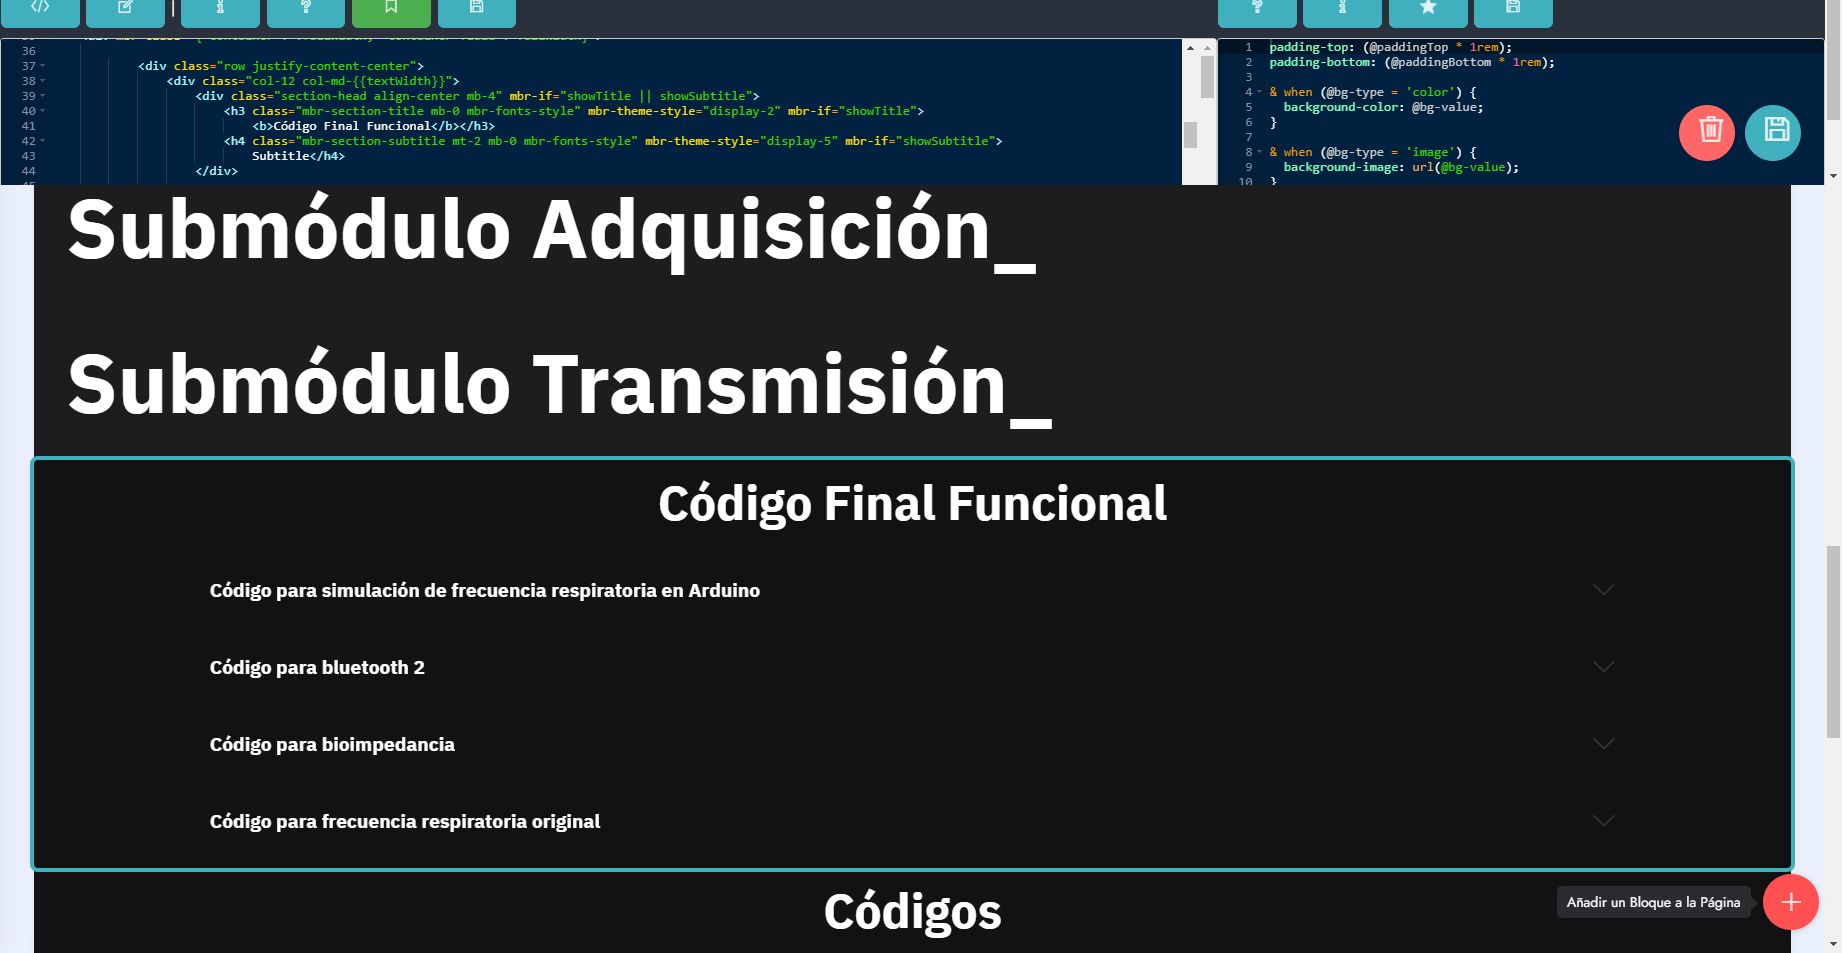 36
37 <div class="row justify-content-center">
38 <div class="col-12 col-md-{{textWidth}}">
39 <div class="section-head align-center mb-4" mbr-if="showTitle || showSubtitle">
40 <h3 class="mbr-section-title mb-0 mbr-fonts-style" mbr-theme-style="display-2" mbr-if="showTitle">
41 <b>Código Final Funcional</b></h3>
42 <h4 class="mbr-section-subtitle mt-2 mb-0 mbr-fonts-style" mbr-theme-style="display-5" mbr-if="showSubtitle">
43 Subtitle</h4>
44 </div>
1 padding-top: (@paddingTop * 1rem);
2 padding-bottom: (@paddingBottom * 1rem);
3
4 & when (@bg-type = 'color') {
5 background-color: @bg-value;
6 }
7
8 & when (@bg-type = 'image') {
9 background-image: url(@bg-value);
10 }
Submódulo Adquisición_
Submódulo Transmisión_
Código Final Funcional
Código para simulación de frecuencia respiratoria en Arduino
Código para bluetooth 2
Código para bioimpedancia
Código para frecuencia respiratoria original
Códigos
Añadir un Bloque a la Página